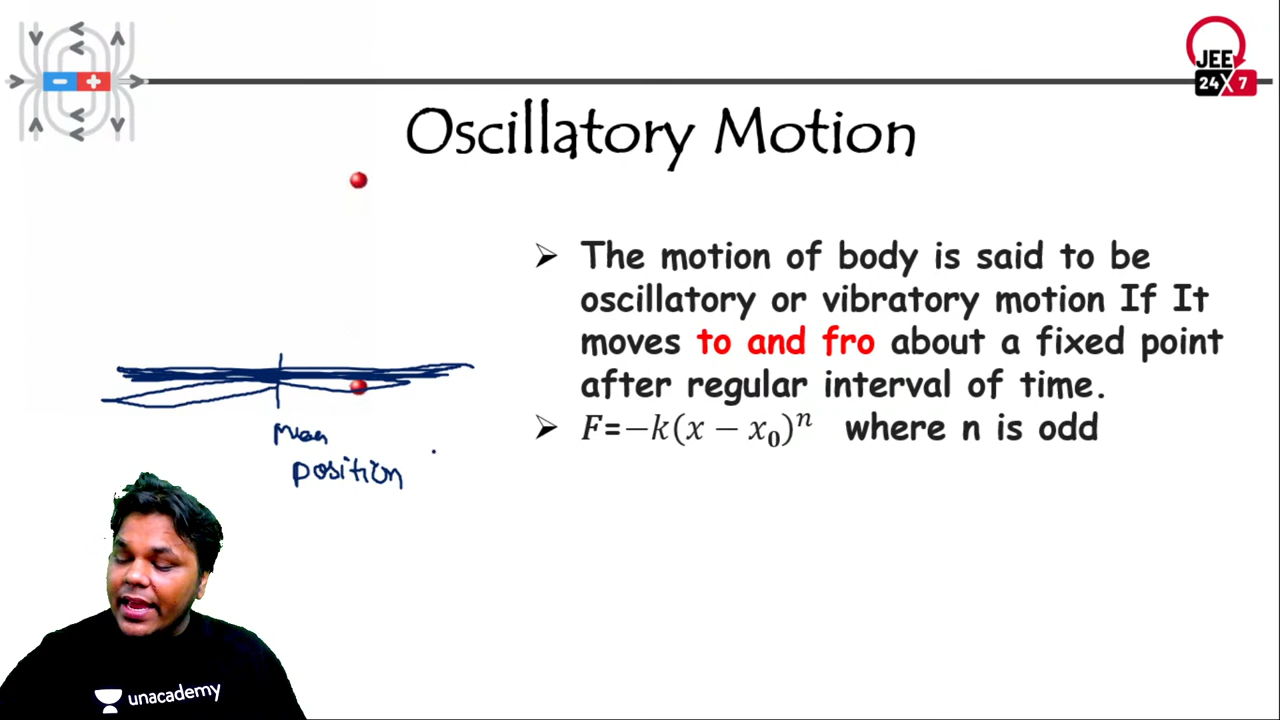 JEE
24X7
− +
Oscillatory Motion
➢ The motion of body is said to be
oscillatory or vibratory motion If It
moves to and fro about a fixed point
after regular interval of time.
➢ F=−k(x − x₀)ⁿ where n is odd
position
unacademy